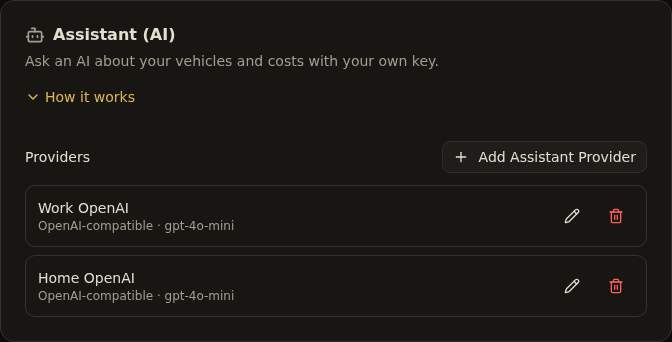 Assistant (AI)
Ask an AI about your vehicles and costs with your own key.
How it works
Providers
Add Assistant Provider
Work OpenAI
OpenAI-compatible · gpt-4o-mini
Home OpenAI
OpenAI-compatible · gpt-4o-mini